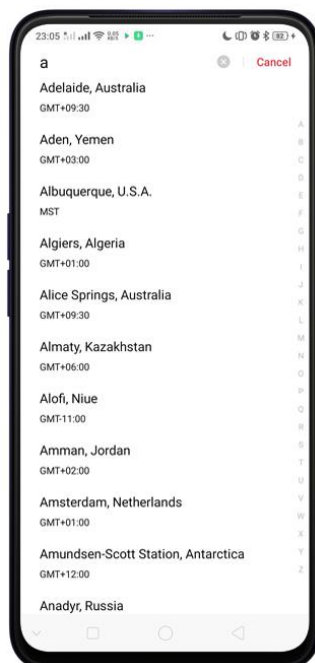 23:05
a
Cancel
Adelaide, Australia
GMT+09:30
Aden, Yemen
GMT+03:00
Albuquerque, U.S.A.
MST
Algiers, Algeria
GMT+01:00
Alice Springs, Australia
GMT+09:30
Almaty, Kazakhstan
GMT+06:00
Alofi, Niue
GMT-11:00
Amman, Jordan
GMT+02:00
Amsterdam, Netherlands
GMT+01:00
Amundsen-Scott Station, Antarctica
GMT+12:00
Anadyr, Russia
A
B
C
D
E
F
G
H
I
J
K
L
M
N
O
P
Q
R
S
T
U
V
W
X
Y
Z